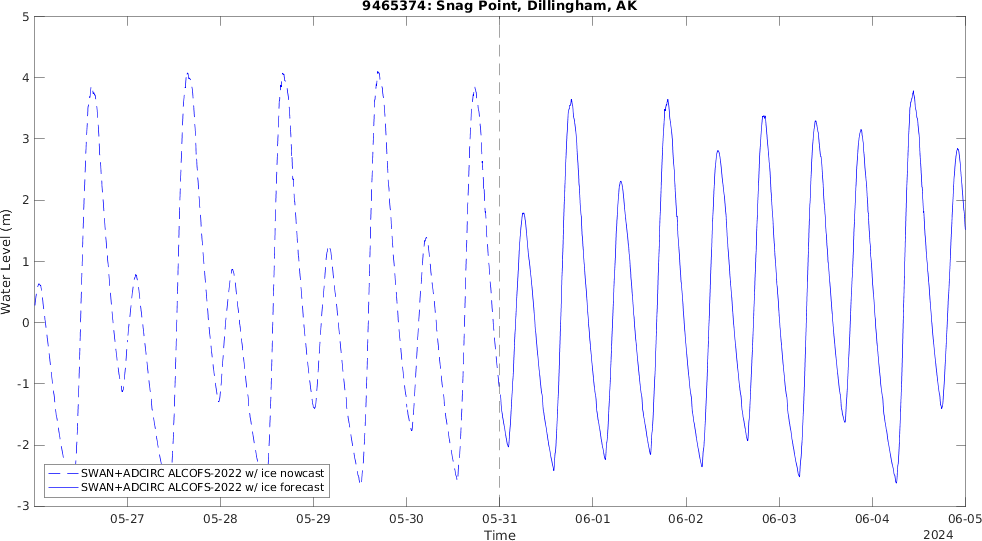 9465374: Snag Point, Dillingham, AK
5
4
3
2
1
0
-1
-2
-3
Water Level (m)
SWAN+ADCIRC ALCOFS-2022 w/ ice nowcast
SWAN+ADCIRC ALCOFS-2022 w/ ice forecast
05-27 05-28 05-29 05-30 05-31 06-01 06-02 06-03 06-04 06-05
Time
2024